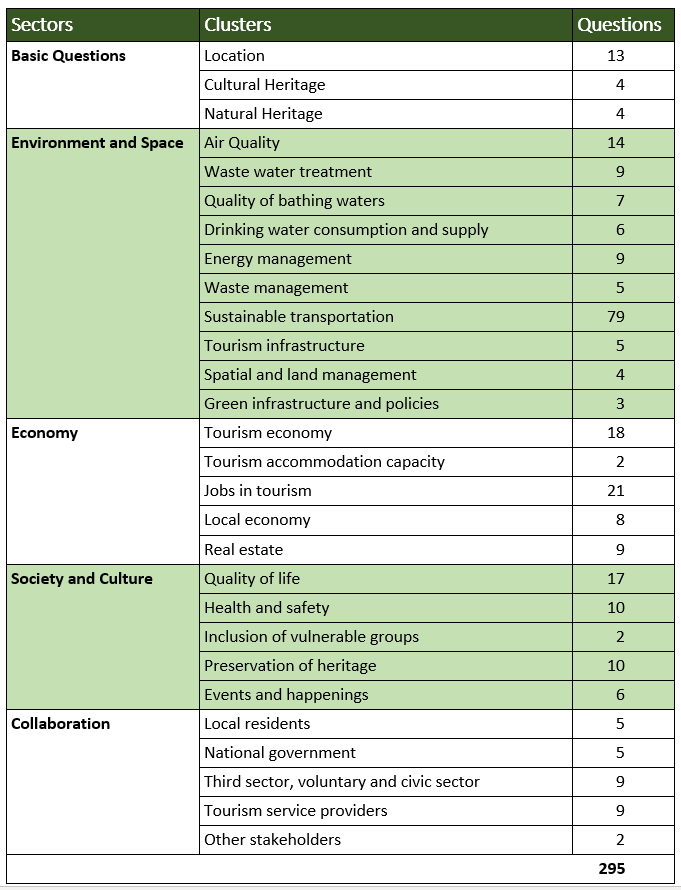 Sectors Clusters Questions
Basic Questions Location 13
Cultural Heritage 4
Natural Heritage 4
Environment and Space Air Quality 14
Waste water treatment 9
Quality of bathing waters 7
Drinking water consumption and supply 6
Energy management 9
Waste management 5
Sustainable transportation 79
Tourism infrastructure 5
Spatial and land management 4
Green infrastructure and policies 3
Economy Tourism economy 18
Tourism accommodation capacity 2
Jobs in tourism 21
Local economy 8
Real estate 9
Society and Culture Quality of life 17
Health and safety 10
Inclusion of vulnerable groups 2
Preservation of heritage 10
Events and happenings 6
Collaboration Local residents 5
National government 5
Third sector, voluntary and civic sector 9
Tourism service providers 9
Other stakeholders 2
295